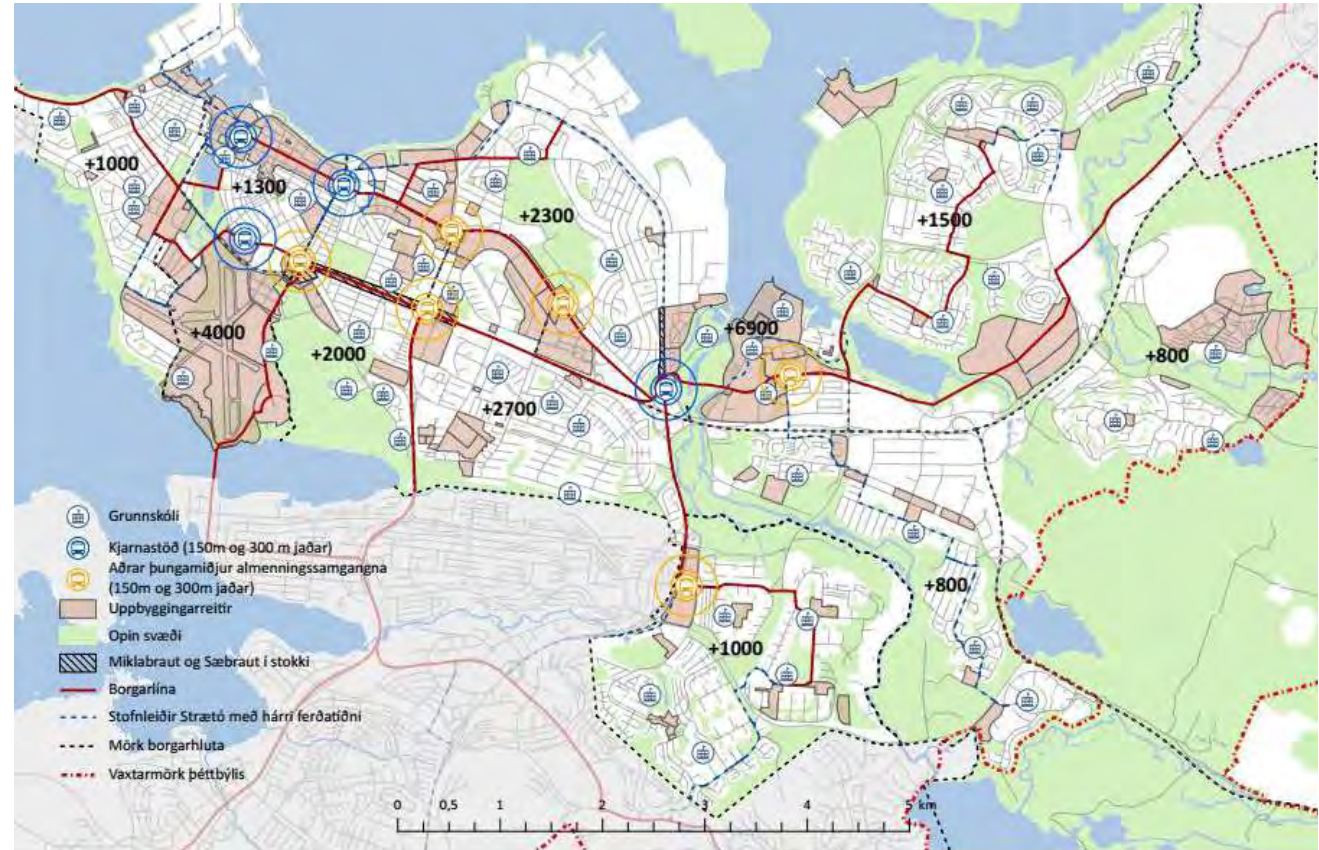 +1000
+1300
+2300
+1500
+4000
+2000
+6900
+800
+2700
+800
+1000
Grunnskóli
Kjarnastöð (150m og 300 m jaðar)
Aðrar þungamiðjur almenningssamgangna
(150m og 300m jaðar)
Uppbyggingarreitir
Opin svæði
Miklabraut og Sæbraut í stokki
Borgarlína
Stofnleiðir Strætó með hárri ferðatíðni
Mörk borgarhluta
Vaxtarmörk þéttbýlis
0 0,5 1 2 3 4 5 km